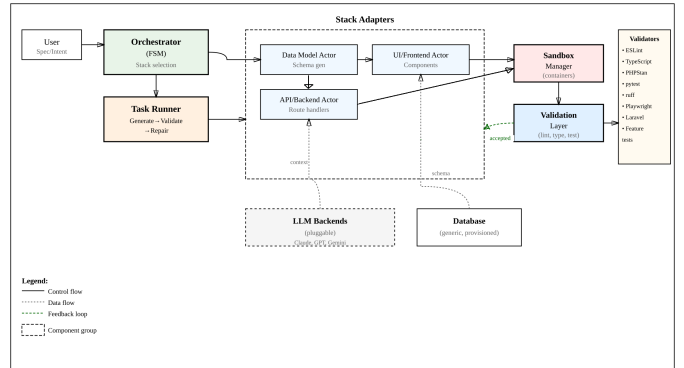 Stack Adapters
User
Spec/Intent
Orchestrator
(FSM)
Stack selection
Data Model Actor
Schema gen
UI/Frontend Actor
Components
Sandbox
Manager
(containers)
Validators
• ESLint
• TypeScript
• PHPStan
• pytest
• ruff
• Playwright
• Laravel
• Feature
tests
Task Runner
Generate→Validate
→Repair
API/Backend Actor
Route handlers
Validation
Layer
(lint, type, test)
accepted
context
schema
LLM Backends
(pluggable)
Claude, GPT, Gemini
Database
(generic, provisioned)
Legend:
Control flow
Data flow
Feedback loop
Component group